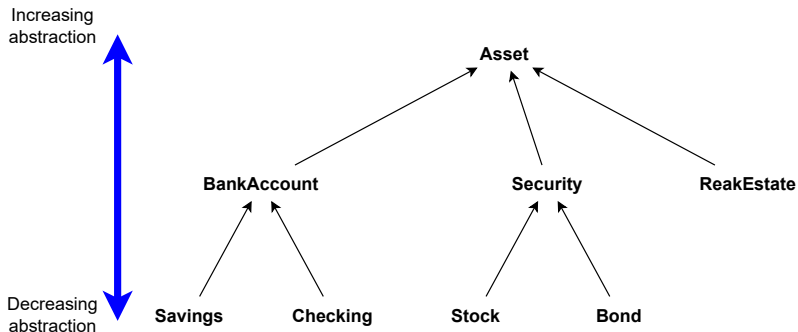 Increasing
abstraction
Asset
BankAccount
Security
ReakEstate
Decreasing
abstraction
Savings
Checking
Stock
Bond